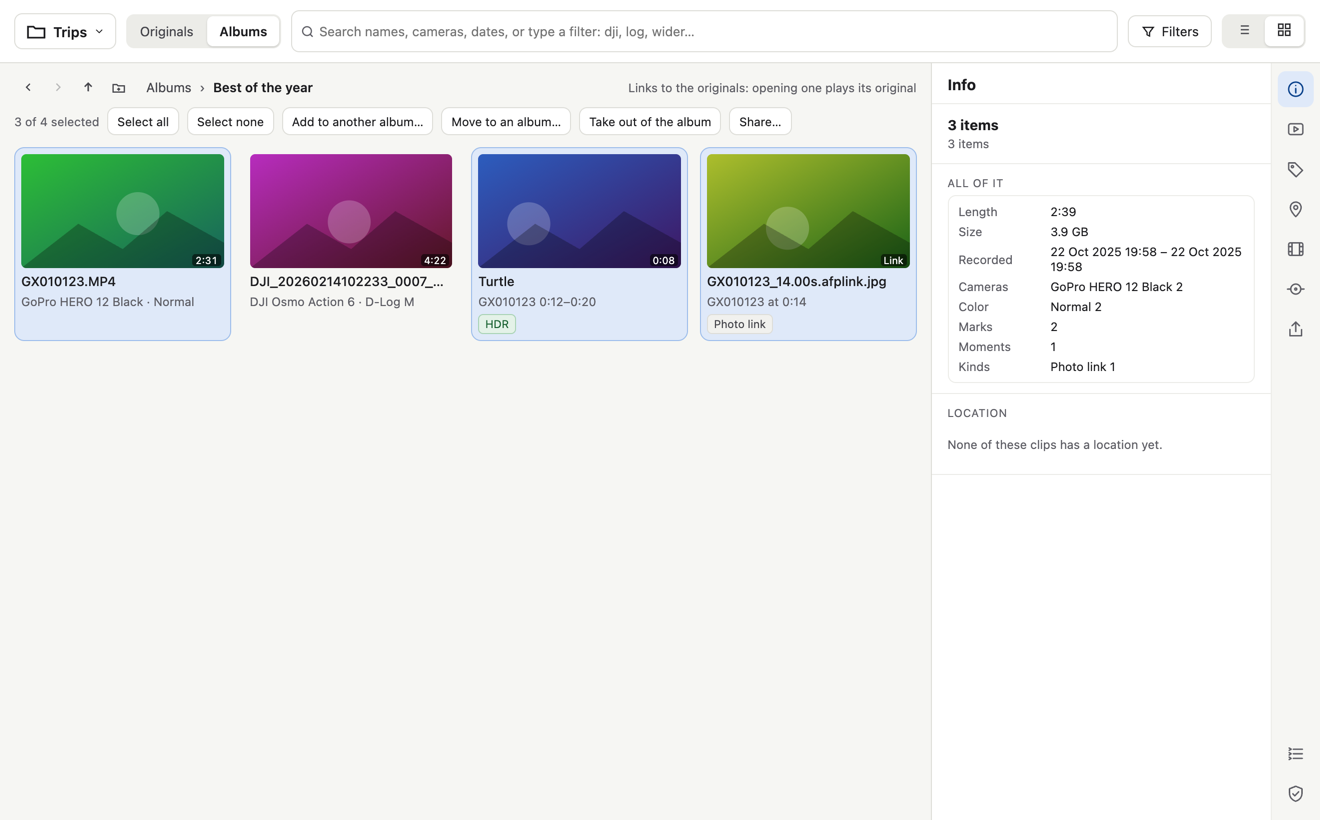 Trips
Originals
Albums
Search names, cameras, dates, or type a filter: dji, log, wider...
Filters
Albums › Best of the year
Links to the originals: opening one plays its original
3 of 4 selected
Select all
Select none
Add to another album...
Move to an album...
Take out of the album
Share...
2:31
GX010123.MP4
GoPro HERO 12 Black · Normal
4:22
DJI_20260214102233_0007_...
DJI Osmo Action 6 · D-Log M
0:08
Turtle
GX010123 0:12–0:20
HDR
Link
GX010123_14.00s.afplink.jpg
GX010123 at 0:14
Photo link
Info
3 items
3 items
ALL OF IT
Length 2:39
Size 3.9 GB
Recorded 22 Oct 2025 19:58 – 22 Oct 2025
19:58
Cameras GoPro HERO 12 Black 2
Color Normal 2
Marks 2
Moments 1
Kinds Photo link 1
LOCATION
None of these clips has a location yet.